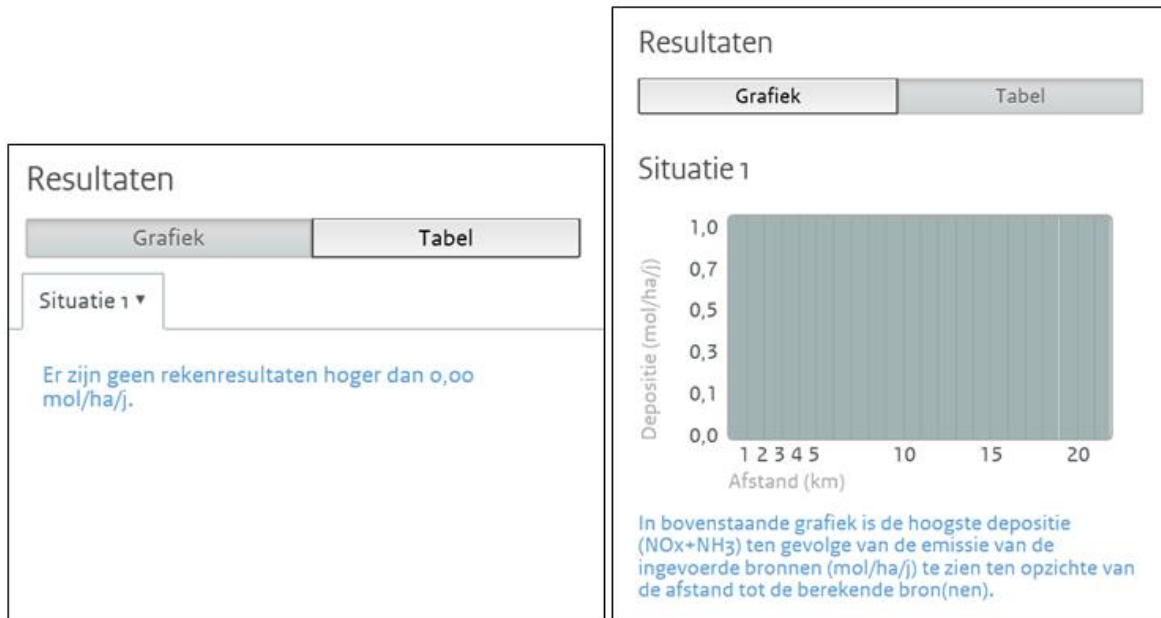 Resultaten
Grafiek Tabel
Situatie 1 ▾
Er zijn geen rekenresultaten hoger dan 0,00
mol/ha/j.
Resultaten
Grafiek Tabel
Situatie 1
Depositie (mol/ha/j)
1,0
0,7
0,5
0,3
0,1
0,0
1 2 3 4 5 10 15 20
Afstand (km)
In bovenstaande grafiek is de hoogste depositie
(NOx+NH3) ten gevolge van de emissie van de
ingevoerde bronnen (mol/ha/j) te zien ten opzichte van
de afstand tot de berekende bron(nen).